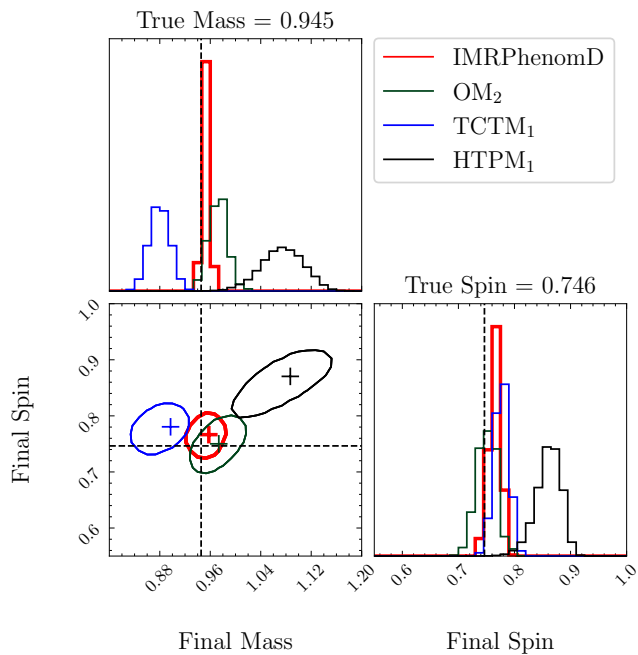 True Mass = 0.945
IMRPhenomD
OM₂
TCTM₁
HTPM₁
True Spin = 0.746
1.0
0.9
0.8
0.7
0.6
Final Spin
0.88 0.96 1.04 1.12 1.20
0.6 0.7 0.8 0.9 1.0
Final Mass
Final Spin